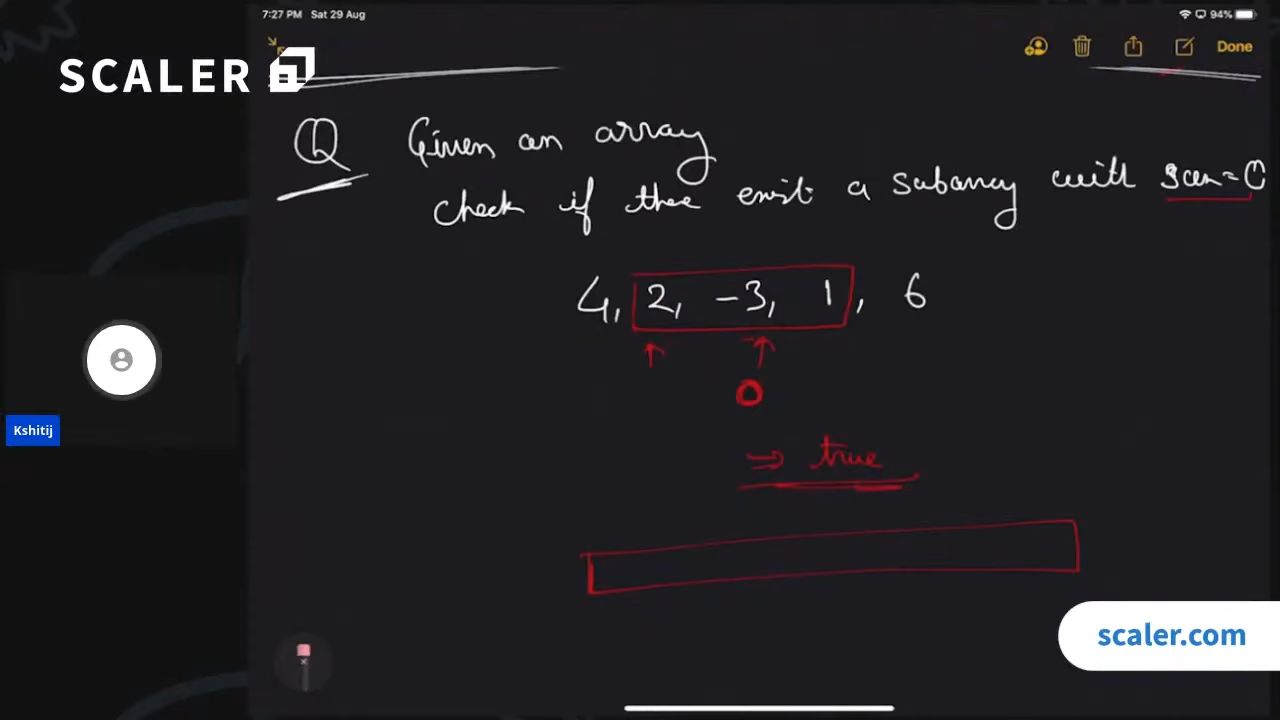 7:27 PM Sat 29 Aug
94%
Done
SCALER
Q Given an array
check if there exist a subarray with sum=0
4, 2, -3, 1, 6
0
⇒ true
Kshitij
scaler.com